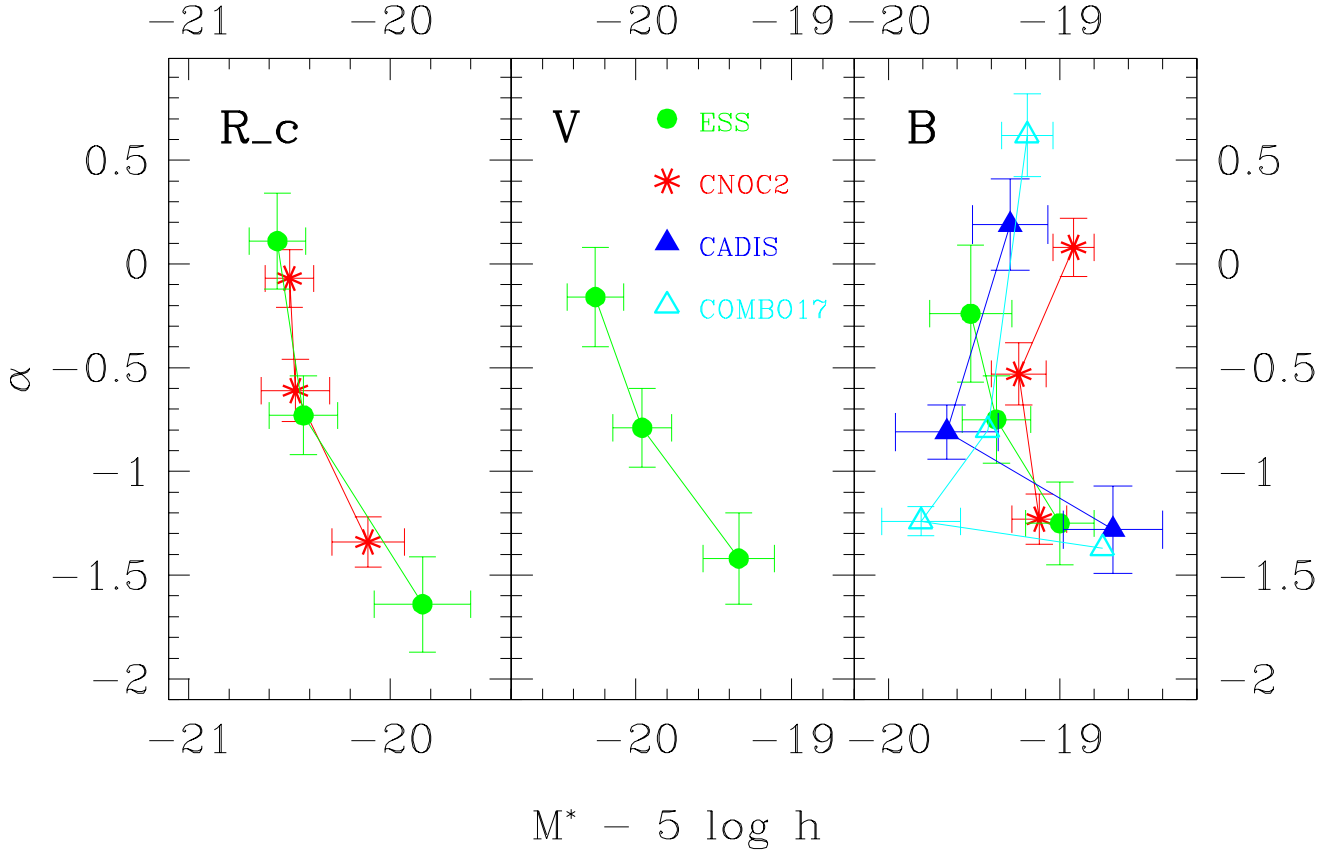 −21 −20 −20 −19 −20 −19
R_c V B
ESS
CNOC2
CADIS
COMBO17
0.5 0.5
0 0
−0.5 −0.5
α
−1 −1
−1.5 −1.5
−2 −2
−21 −20 −20 −19 −20 −19
M* − 5 log h